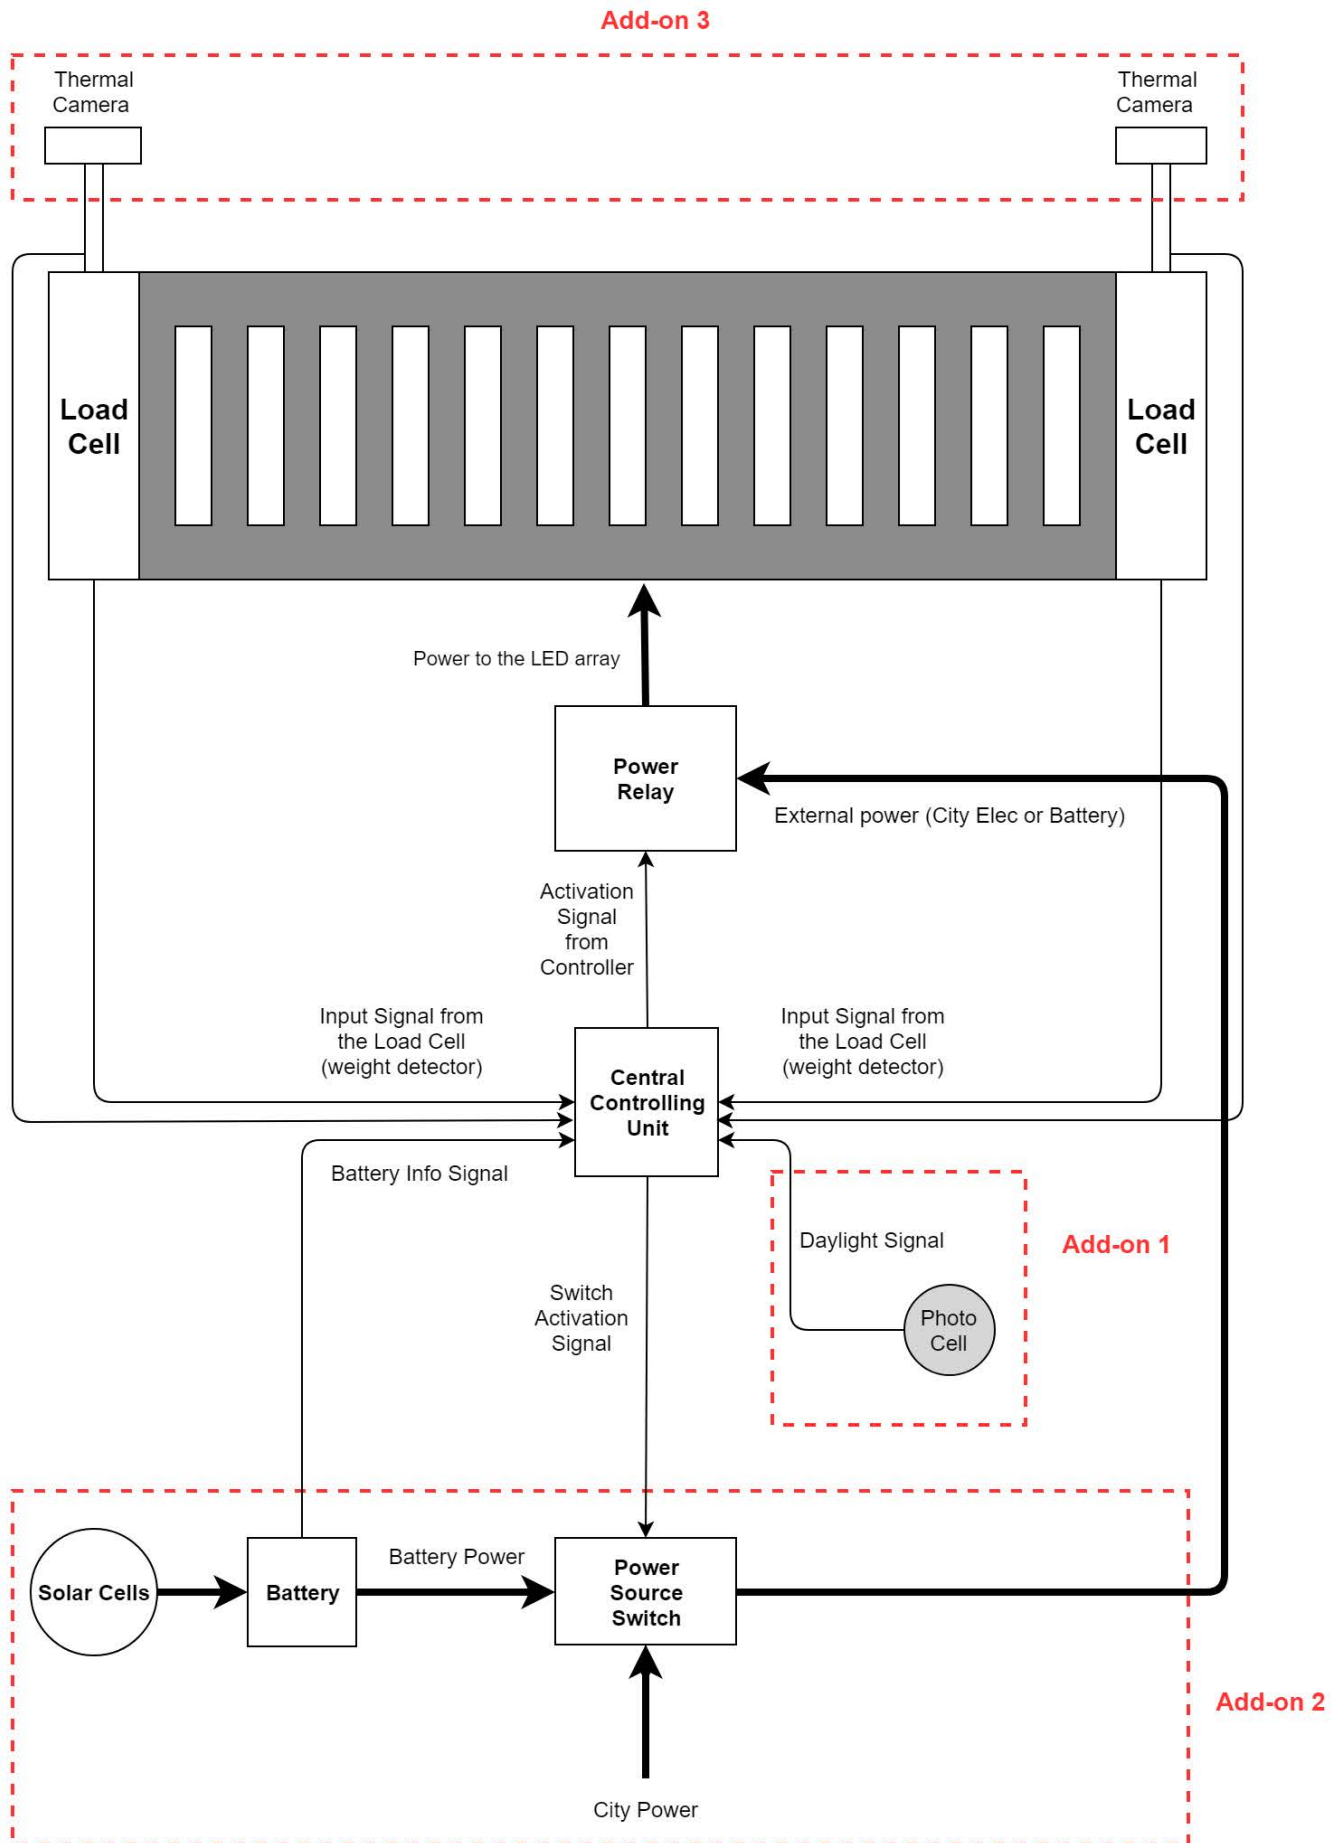 Add-on 3
Thermal
Camera
Thermal
Camera
Load
Cell
Load
Cell
Power to the LED array
Power
Relay
External power (City Elec or Battery)
Activation
Signal
from
Controller
Input Signal from
the Load Cell
(weight detector)
Input Signal from
the Load Cell
(weight detector)
Central
Controlling
Unit
Battery Info Signal
Daylight Signal
Add-on 1
Photo
Cell
Switch
Activation
Signal
Solar Cells
Battery
Battery Power
Power
Source
Switch
Add-on 2
City Power